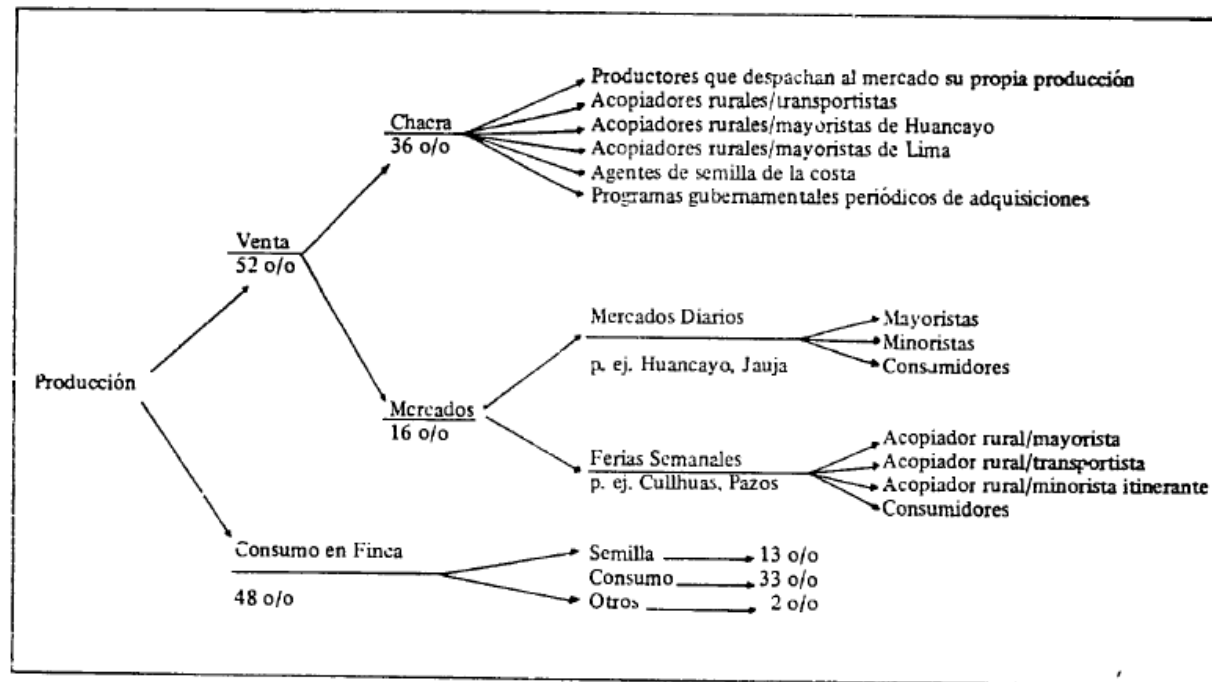 Productores que despachan al mercado su propia producción
Acopiadores rurales/transportistas
Chacra
36 o/o
Acopiadores rurales/mayoristas de Huancayo
Acopiadores rurales/mayoristas de Lima
Agentes de semilla de la costa
Programas gubernamentales periódicos de adquisiciones
Venta
52 o/o
Mercados Diarios
p. ej. Huancayo, Jauja
Mayoristas
Minoristas
Consumidores
Producción
Mercados
16 o/o
Ferias Semanales
p. ej. Cullhuas, Pazos
Acopiador rural/mayorista
Acopiador rural/transportista
Acopiador rural/minorista itinerante
Consumidores
Consumo en Finca
48 o/o
Semilla 13 o/o
Consumo 33 o/o
Otros 2 o/o